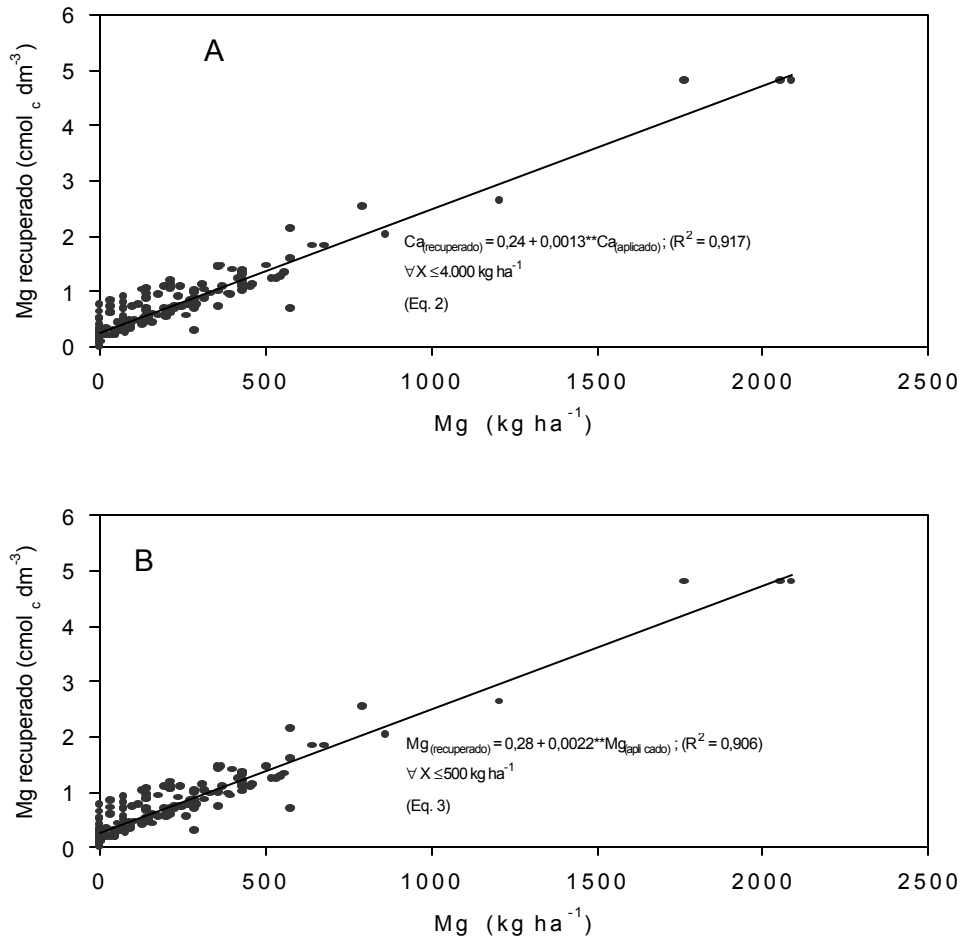 6
5
4
3
2
1
0
Mg recuperado (cmol c dm-3)
A
Ca(recuperado) = 0,24 + 0,0013**Ca(aplicado) ; (R2 = 0,917)
∀ X ≤ 4.000 kg ha-1
(Eq. 2)
0 500 1000 1500 2000 2500
Mg (kg ha-1)
6
5
4
3
2
1
0
Mg recuperado (cmol c dm-3)
B
Mg(recuperado) = 0,28 + 0,0022**Mg(apli cado) ; (R2 = 0,906)
∀ X ≤ 500 kg ha-1
(Eq. 3)
0 500 1000 1500 2000 2500
Mg (kg ha-1)